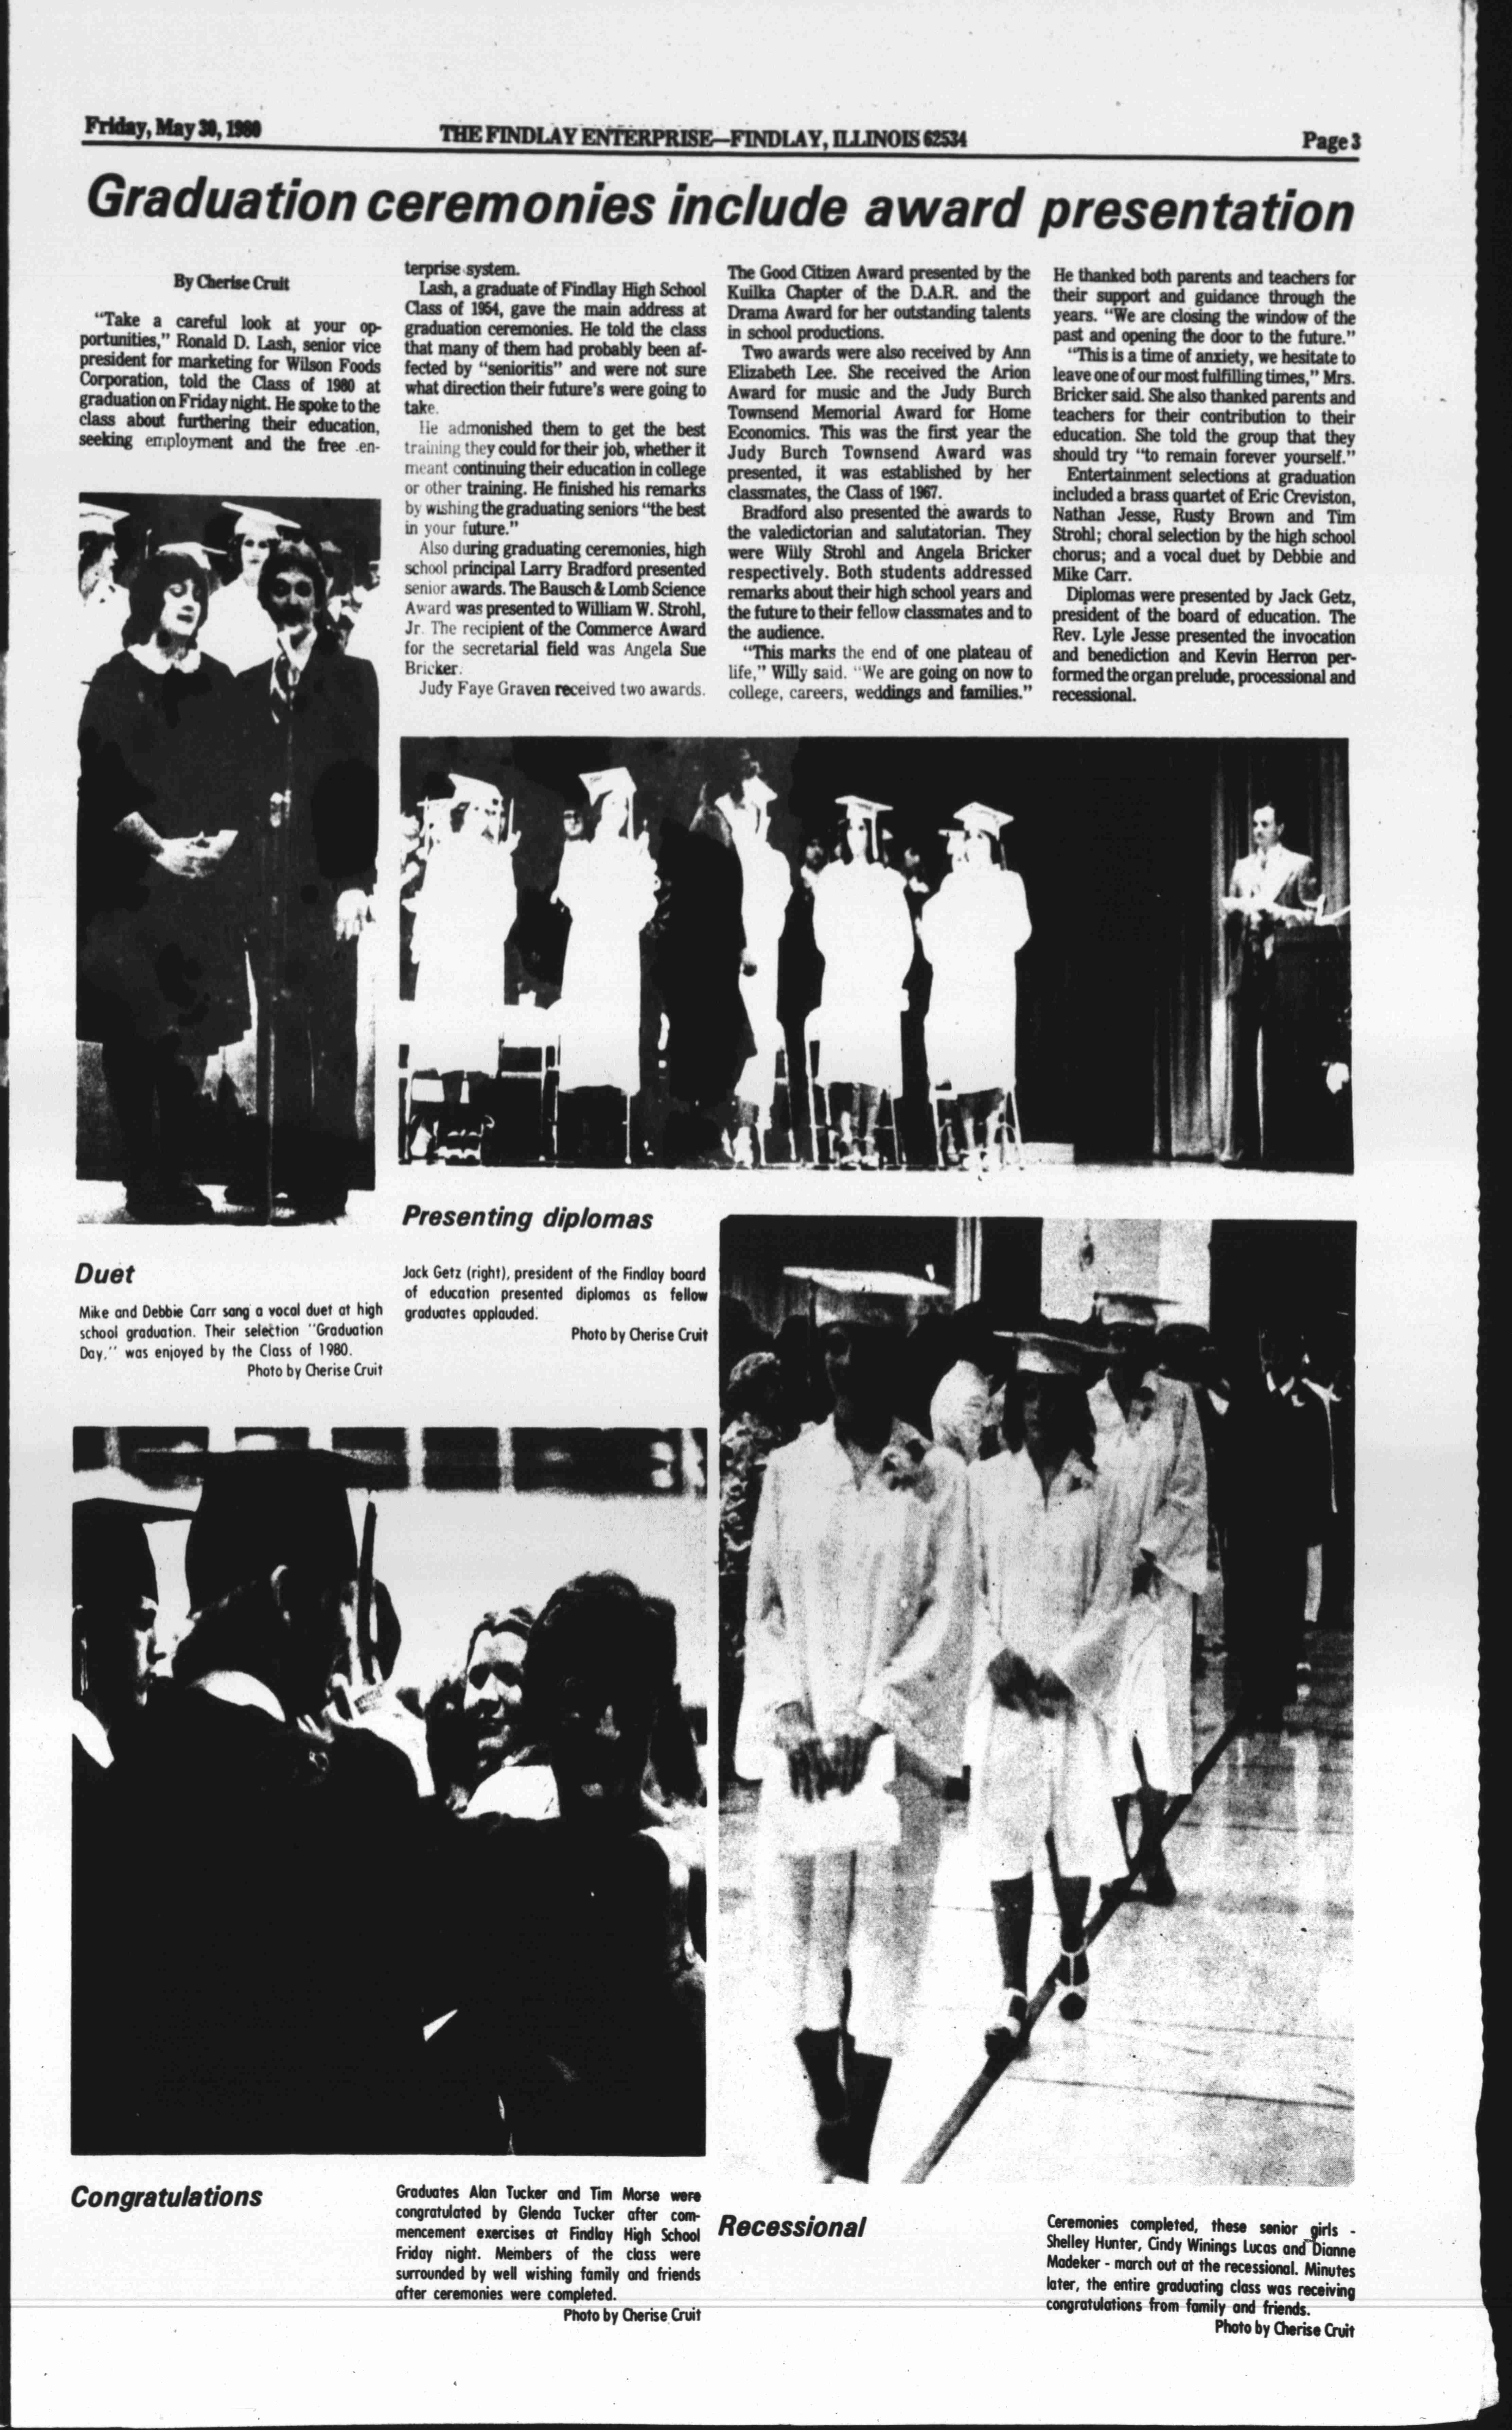 Friday, May 30, 1980
THE FINDLAY ENTERPRISE—FINDLAY, ILLINOIS 62534
Page 3
Graduation ceremonies include award presentation
By Cherise Cruit
"Take a careful look at your op-
portunities," Ronald D. Lash, senior vice
president for marketing for Wilson Foods
Corporation, told the Class of 1980 at
graduation on Friday night. He spoke to the
class about furthering their education,
seeking employment and the free en-
terprise system.
Lash, a graduate of Findlay High School
Class of 1954, gave the main address at
graduation ceremonies. He told the class
that many of them had probably been af-
fected by "senioritis" and were not sure
what direction their future's were going to
take.
He admonished them to get the best
training they could for their job, whether it
meant continuing their education in college
or other training. He finished his remarks
by wishing the graduating seniors "the best
in your future."
Also during graduating ceremonies, high
school principal Larry Bradford presented
senior awards. The Bausch & Lomb Science
Award was presented to William W. Strohl,
Jr. The recipient of the Commerce Award
for the secretarial field was Angela Sue
Bricker.
Judy Faye Graven received two awards.
The Good Citizen Award presented by the
Kuilka Chapter of the D.A.R. and the
Drama Award for her outstanding talents
in school productions.
Two awards were also received by Ann
Elizabeth Lee. She received the Arion
Award for music and the Judy Burch
Townsend Memorial Award for Home
Economics. This was the first year the
Judy Burch Townsend Award was
presented, it was established by her
classmates, the Class of 1967.
Bradford also presented the awards to
the valedictorian and salutatorian. They
were Willy Strohl and Angela Bricker
respectively. Both students addressed
remarks about their high school years and
the future to their fellow classmates and to
the audience.
"This marks the end of one plateau of
life," Willy said. "We are going on now to
college, careers, weddings and families."
He thanked both parents and teachers for
their support and guidance through the
years. "We are closing the window of the
past and opening the door to the future."
"This is a time of anxiety, we hesitate to
leave one of our most fulfilling times," Mrs.
Bricker said. She also thanked parents and
teachers for their contribution to their
education. She told the group that they
should try "to remain forever yourself."
Entertainment selections at graduation
included a brass quartet of Eric Creviston,
Nathan Jesse, Rusty Brown and Tim
Strohl; choral selection by the high school
chorus; and a vocal duet by Debbie and
Mike Carr.
Diplomas were presented by Jack Getz,
president of the board of education. The
Rev. Lyle Jesse presented the invocation
and benediction and Kevin Herron per-
formed the organ prelude, processional and
recessional.
Duet
Mike and Debbie Carr sang a vocal duet at high
school graduation. Their selection "Graduation
Day," was enjoyed by the Class of 1980.
Photo by Cherise Cruit
Presenting diplomas
Jack Getz (right), president of the Findlay board
of education presented diplomas as fellow
graduates applauded.
Photo by Cherise Cruit
Congratulations
Graduates Alan Tucker and Tim Morse were
congratulated by Glenda Tucker after com-
mencement exercises at Findlay High School
Friday night. Members of the class were
surrounded by well wishing family and friends
after ceremonies were completed.
Photo by Cherise Cruit
Recessional
Ceremonies completed, these senior girls -
Shelley Hunter, Cindy Winings Lucas and Dianne
Madeker - march out at the recessional. Minutes
later, the entire graduating class was receiving
congratulations from family and friends.
Photo by Cherise Cruit